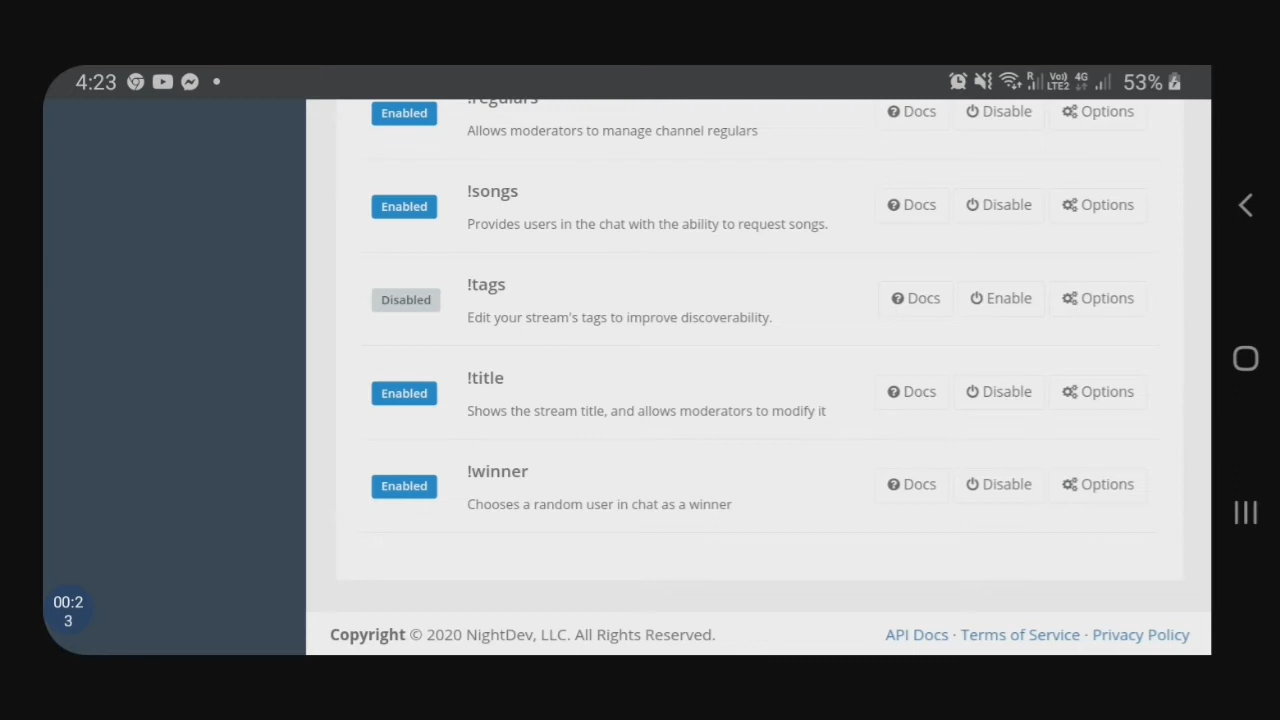 4:23 R Vo) LTE2 4G 53%
!regulars
Enabled Docs Disable Options
Allows moderators to manage channel regulars
!songs
Enabled Docs Disable Options
Provides users in the chat with the ability to request songs.
!tags
Disabled Docs Enable Options
Edit your stream's tags to improve discoverability.
!title
Enabled Docs Disable Options
Shows the stream title, and allows moderators to modify it
!winner
Enabled Docs Disable Options
Chooses a random user in chat as a winner
00:2
3
Copyright © 2020 NightDev, LLC. All Rights Reserved. API Docs · Terms of Service · Privacy Policy